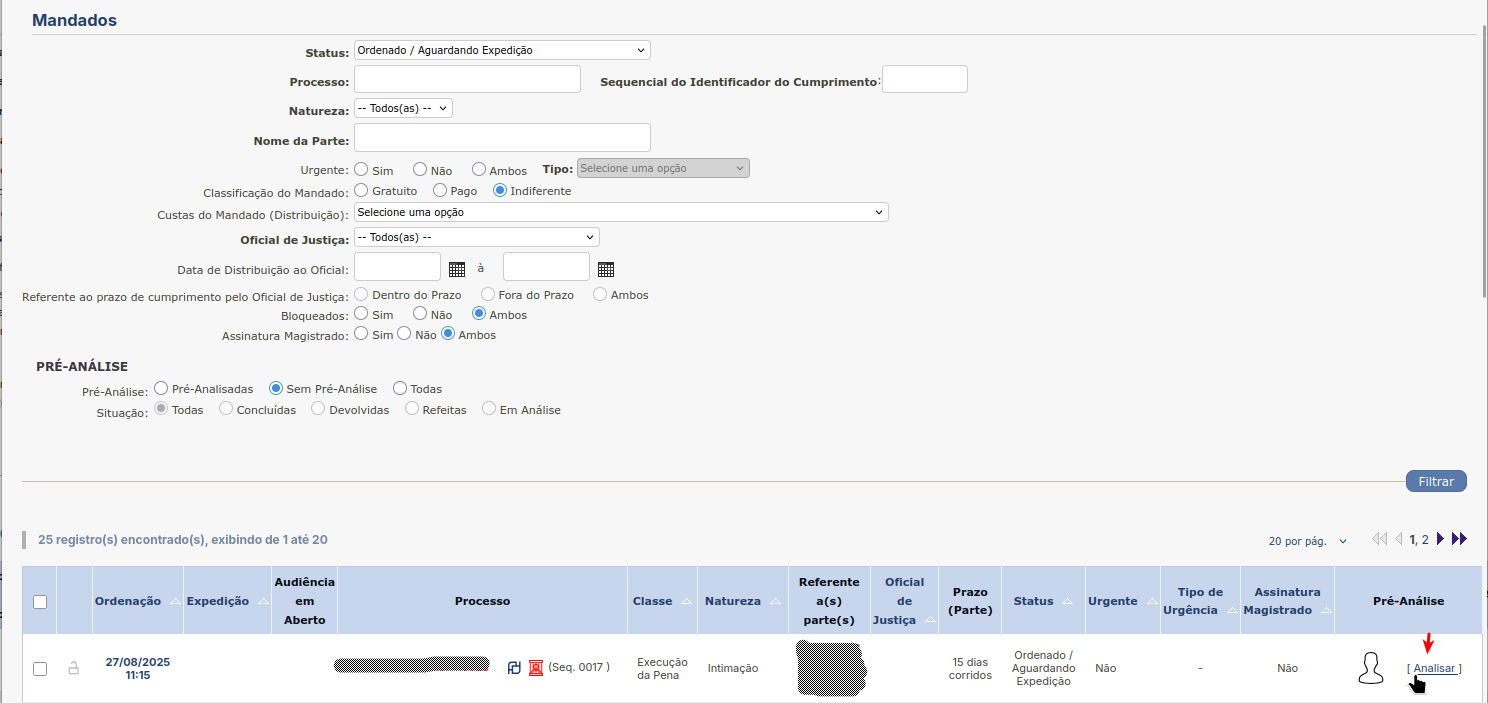 Mandados
Status: Ordenado / Aguardando Expedição
Processo: Sequencial do Identificador do Cumprimento:
Natureza: -- Todos(as) --
Nome da Parte:
Urgente: Sim Não Ambos Tipo: Selecione uma opção
Classificação do Mandado: Gratuito Pago Indiferente
Custas do Mandado (Distribuição): Selecione uma opção
Oficial de Justiça: -- Todos(as) --
Data de Distribuição ao Oficial: à
Referente ao prazo de cumprimento pelo Oficial de Justiça: Dentro do Prazo Fora do Prazo Ambos
Bloqueados: Sim Não Ambos
Assinatura Magistrado: Sim Não Ambos
PRÉ-ANÁLISE
Pré-Análise: Pré-Analisadas Sem Pré-Análise Todas
Situação: Todas Concluídas Devolvidas Refeitas Em Análise
Filtrar
25 registro(s) encontrado(s), exibindo de 1 até 20
20 por pág. 1, 2
Ordenação Expedição Audiência em Aberto Processo Classe Natureza Referente a(s) parte(s) Oficial de Justiça Prazo (Parte) Status Urgente Tipo de Urgência Assinatura Magistrado Pré-Análise
27/08/2025 11:15 (Seq. 0017 ) Execução da Pena Intimação 15 dias corridos Ordenado / Aguardando Expedição Não - Não [ Analisar ]